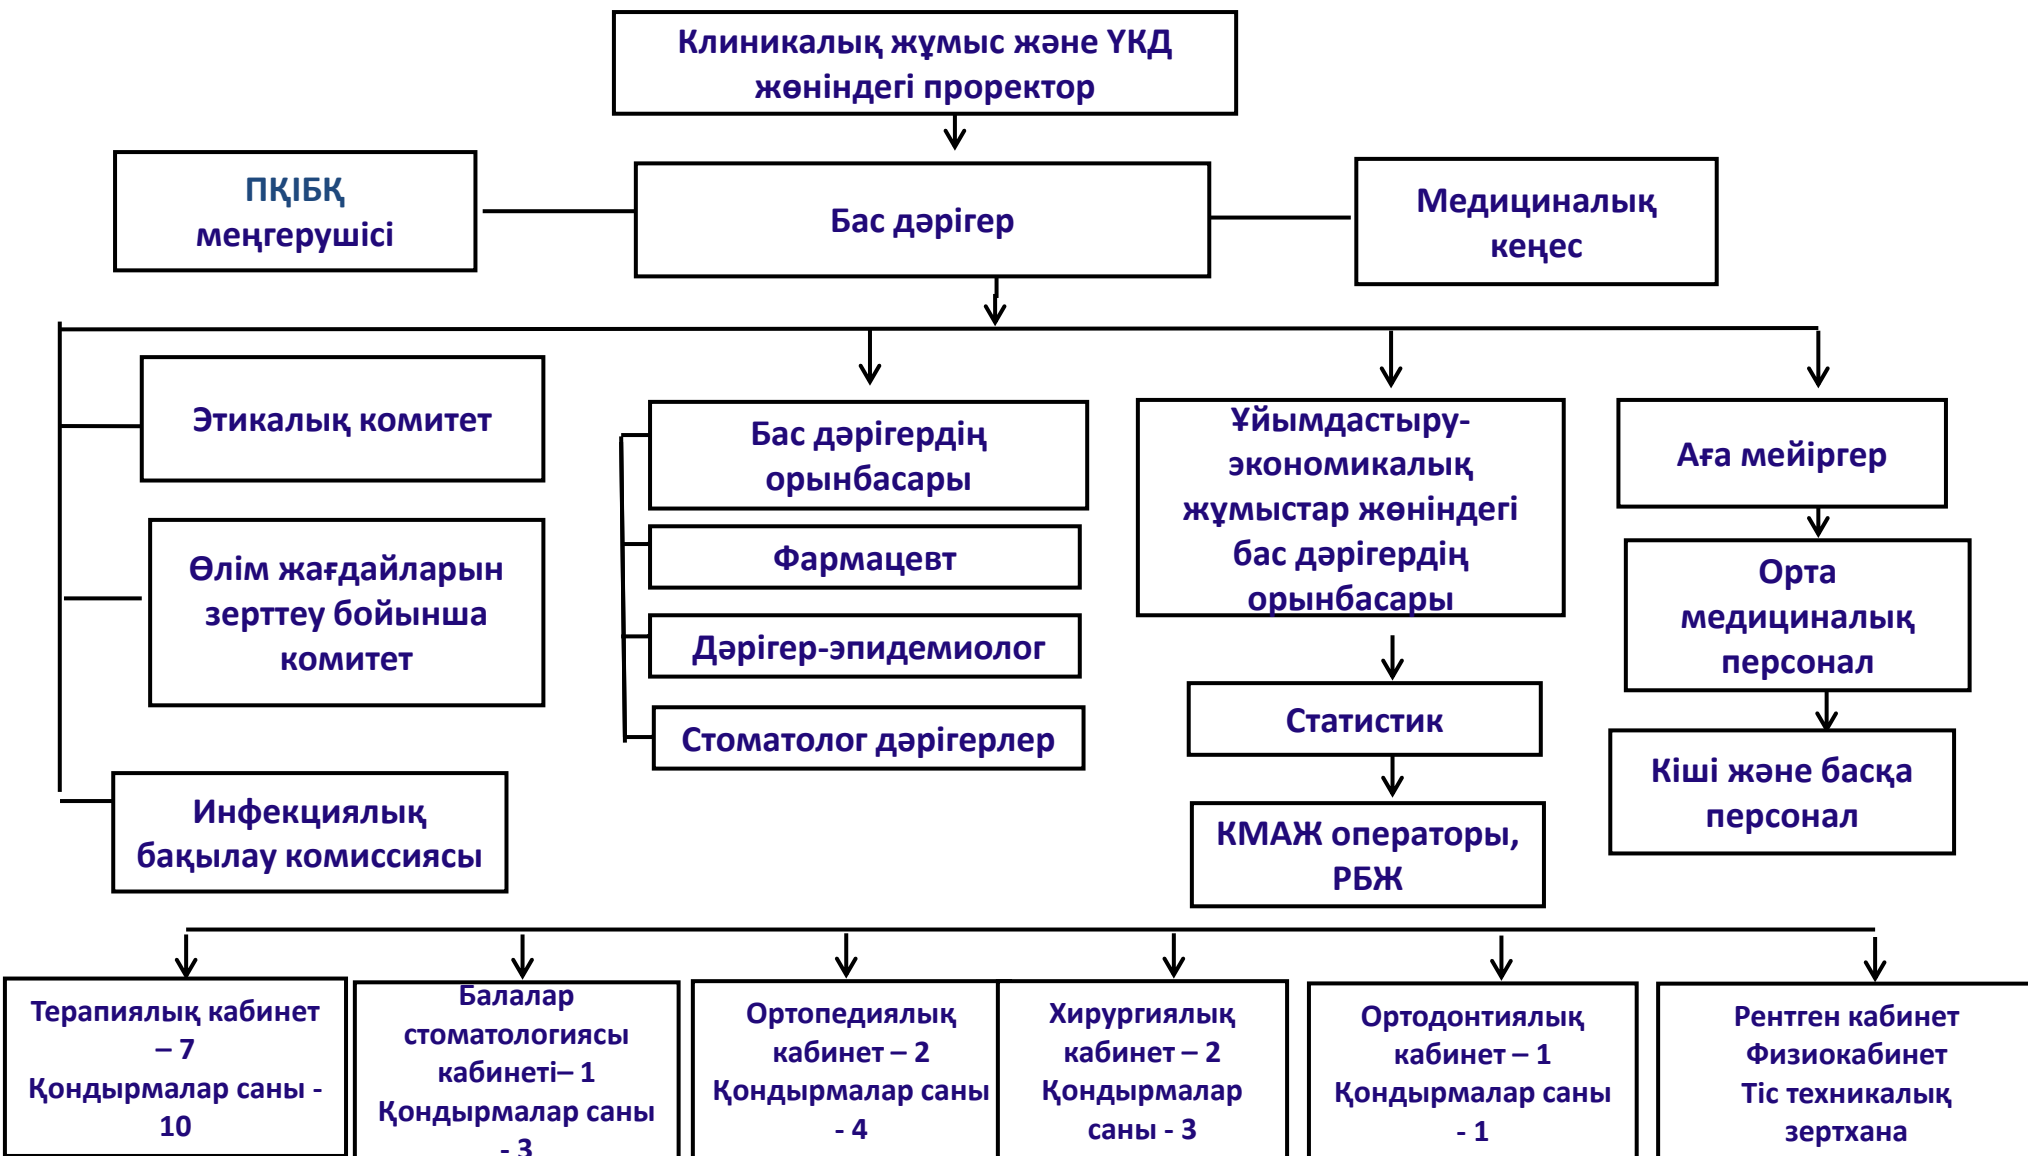 Клиникалық жұмыс және ҮКД
жөніндегі проректор
ПҚІБҚ
меңгерушісі
Бас дәрігер
Медициналық
кеңес
Этикалық комитет
Өлім жағдайларын
зерттеу бойынша
комитет
Инфекциялық
бақылау комиссиясы
Бас дәрігердің
орынбасары
Фармацевт
Дәрігер-эпидемиолог
Стоматолог дәрігерлер
Ұйымдастыру-
экономикалық
жұмыстар жөніндегі
бас дәрігердің
орынбасары
Статистик
КМАЖ операторы,
РБЖ
Аға мейіргер
Орта
медициналық
персонал
Кіші және басқа
персонал
Терапиялық кабинет
– 7
Қондырмалар саны -
10
Балалар
стоматологиясы
кабинеті– 1
Қондырмалар саны
- 3
Ортопедиялық
кабинет – 2
Қондырмалар саны
- 4
Хирургиялық
кабинет – 2
Қондырмалар
саны - 3
Ортодонтиялық
кабинет – 1
Қондырмалар саны
- 1
Рентген кабинет
Физиокабинет
Тіс техникалық
зертхана